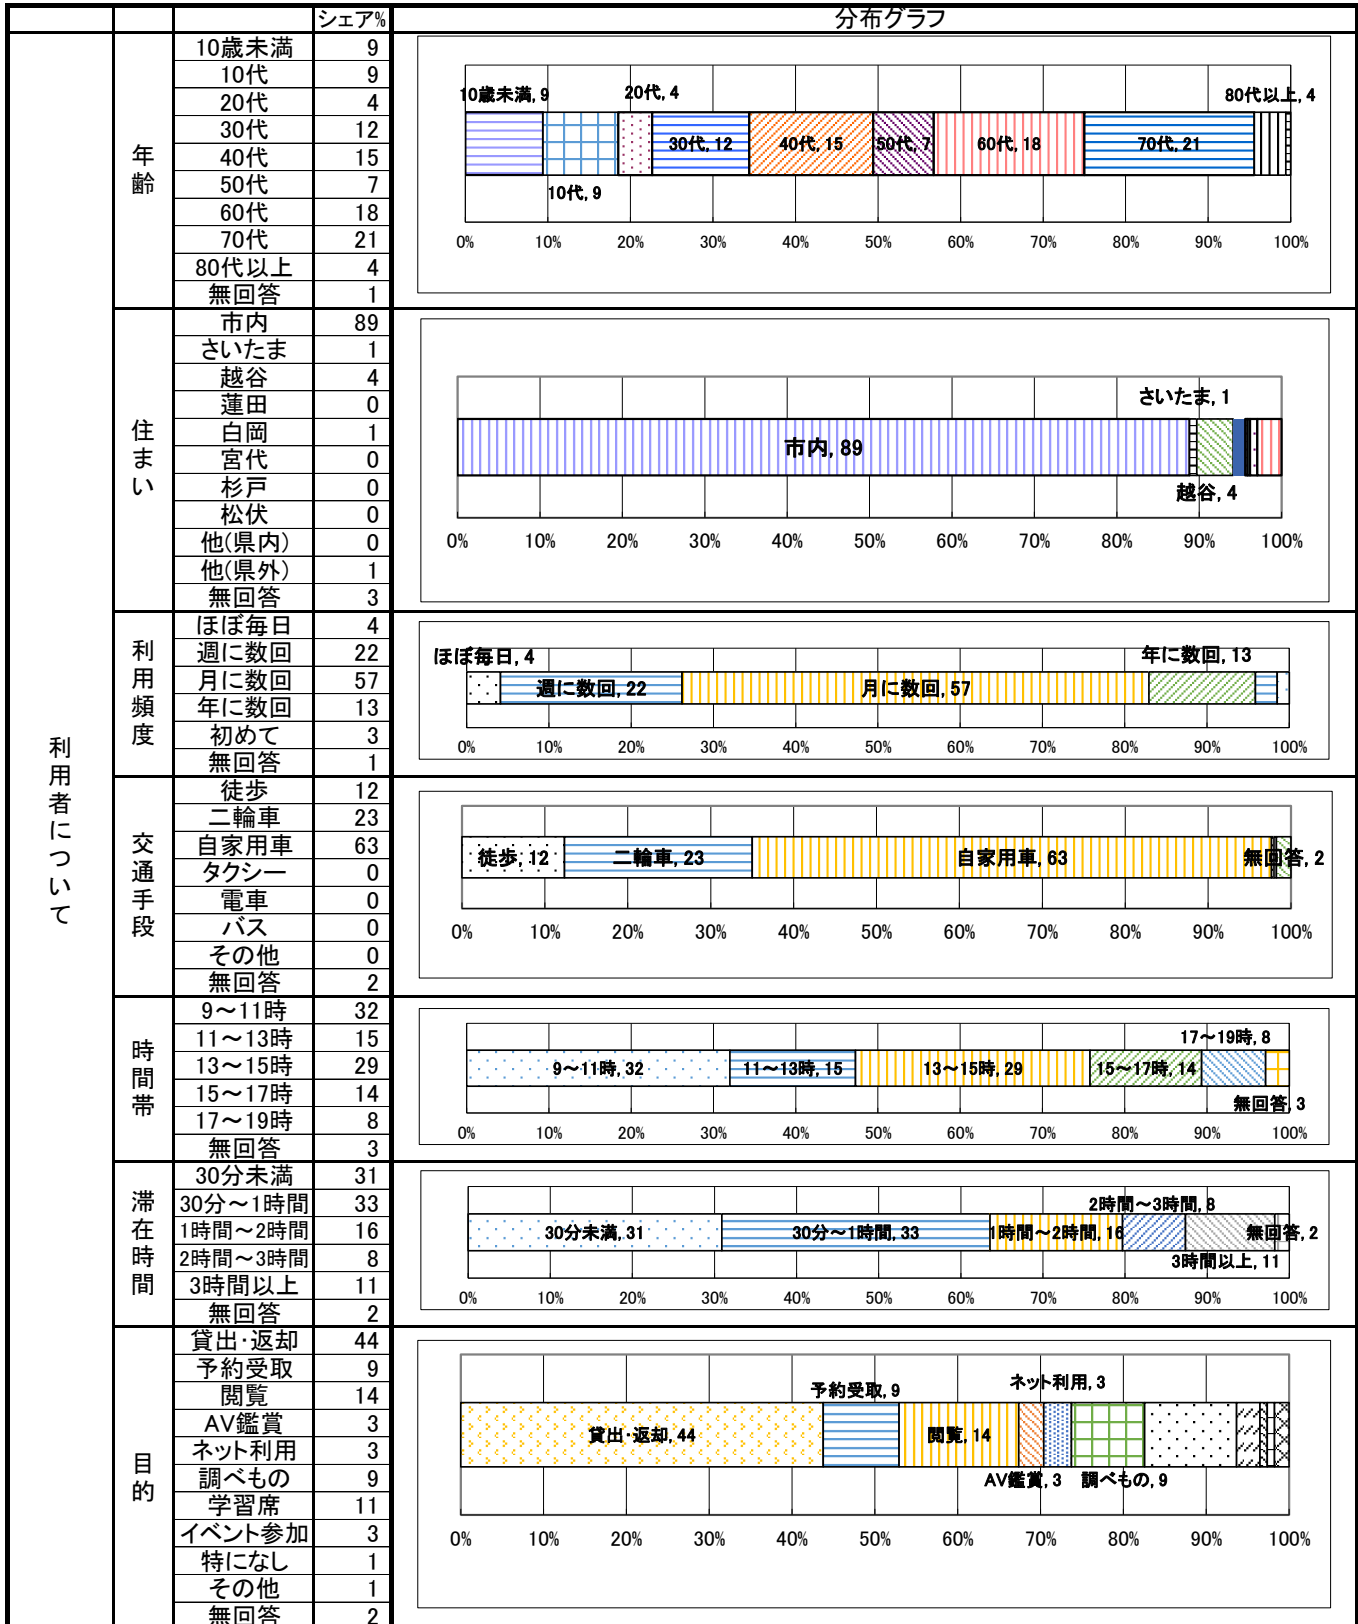 シェア% 分布グラフ
利用者について
年齢
10歳未満 9
10代 9
20代 4
30代 12
40代 15
50代 7
60代 18
70代 21
80代以上 4
無回答 1
10歳未満, 9 20代, 4 80代以上, 4
30代, 12 40代, 15 50代, 7 60代, 18 70代, 21
10代, 9
0% 10% 20% 30% 40% 50% 60% 70% 80% 90% 100%
住まい
市内 89
さいたま 1
越谷 4
蓮田 0
白岡 1
宮代 0
杉戸 0
松伏 0
他(県内) 0
他(県外) 1
無回答 3
さいたま, 1
市内, 89
越谷, 4
0% 10% 20% 30% 40% 50% 60% 70% 80% 90% 100%
利用頻度
ほぼ毎日 4
週に数回 22
月に数回 57
年に数回 13
初めて 3
無回答 1
ほぼ毎日, 4 年に数回, 13
週に数回, 22 月に数回, 57
0% 10% 20% 30% 40% 50% 60% 70% 80% 90% 100%
交通手段
徒歩 12
二輪車 23
自家用車 63
タクシー 0
電車 0
バス 0
その他 0
無回答 2
徒歩, 12 二輪車, 23 自家用車, 63 無回答, 2
0% 10% 20% 30% 40% 50% 60% 70% 80% 90% 100%
時間帯
9～11時 32
11～13時 15
13～15時 29
15～17時 14
17～19時 8
無回答 3
17～19時, 8
9～11時, 32 11～13時, 15 13～15時, 29 15～17時, 14
無回答, 3
0% 10% 20% 30% 40% 50% 60% 70% 80% 90% 100%
滞在時間
30分未満 31
30分～1時間 33
1時間～2時間 16
2時間～3時間 8
3時間以上 11
無回答 2
2時間～3時間, 8
30分未満, 31 30分～1時間, 33 1時間～2時間, 16 無回答, 2
3時間以上, 11
0% 10% 20% 30% 40% 50% 60% 70% 80% 90% 100%
目的
貸出・返却 44
予約受取 9
閲覧 14
AV鑑賞 3
ネット利用 3
調べもの 9
学習席 11
イベント参加 3
特になし 1
その他 1
無回答 2
予約受取, 9 ネット利用, 3
貸出・返却, 44 閲覧, 14
AV鑑賞, 3 調べもの, 9
0% 10% 20% 30% 40% 50% 60% 70% 80% 90% 100%